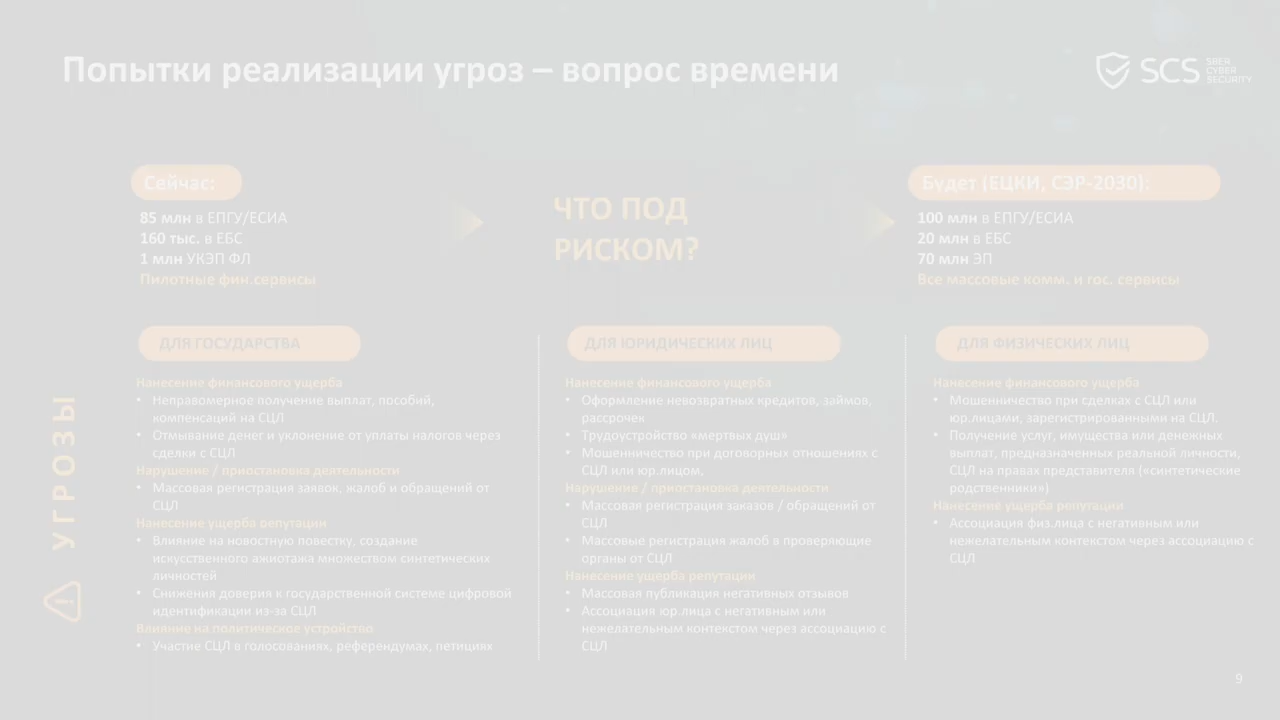 Попытки реализации угроз – вопрос времени
SCS
SBER
CYBER
SECURITY
Сейчас:
85 млн в ЕПГУ/ЕСИА
160 тыс. в ЕБС
1 млн УКЭП ФЛ
Пилотные фин.сервисы
ЧТО ПОД
РИСКОМ?
Будет (ЕЦКИ, СЭР-2030):
100 млн в ЕПГУ/ЕСИА
20 млн в ЕБС
70 млн ЭП
Все массовые комм. и гос. сервисы
УГРОЗЫ
ДЛЯ ГОСУДАРСТВА
Нанесение финансового ущерба
• Неправомерное получение выплат, пособий,
компенсаций на СЦЛ
• Отмывание денег и уклонение от уплаты налогов через
сделки с СЦЛ
Нарушение / приостановка деятельности
• Массовая регистрация заявок, жалоб и обращений от
СЦЛ
Нанесение ущерба репутации
• Влияние на новостную повестку, создание
искусственного ажиотажа множеством синтетических
личностей
• Снижения доверия к государственной системе цифровой
идентификации из-за СЦЛ
Влияние на политическое устройство
• Участие СЦЛ в голосованиях, референдумах, петициях
ДЛЯ ЮРИДИЧЕСКИХ ЛИЦ
Нанесение финансового ущерба
• Оформление невозвратных кредитов, займов,
рассрочек
• Трудоустройство «мертвых душ»
• Мошенничество при договорных отношениях с
СЦЛ или юр.лицом,
Нарушение / приостановка деятельности
• Массовая регистрация заказов / обращений от
СЦЛ
• Массовые регистрация жалоб в проверяющие
органы от СЦЛ
Нанесение ущерба репутации
• Массовая публикация негативных отзывов
• Ассоциация юр.лица с негативным или
нежелательным контекстом через ассоциацию с
СЦЛ
ДЛЯ ФИЗИЧЕСКИХ ЛИЦ
Нанесение финансового ущерба
• Мошенничество при сделках с СЦЛ или
юр.лицами, зарегистрированными на СЦЛ.
• Получение услуг, имущества или денежных
выплат, предназначенных реальной личности,
СЦЛ на правах представителя («синтетические
родственники»)
Нанесение ущерба репутации
• Ассоциация физ.лица с негативным или
нежелательным контекстом через ассоциацию с
СЦЛ
9